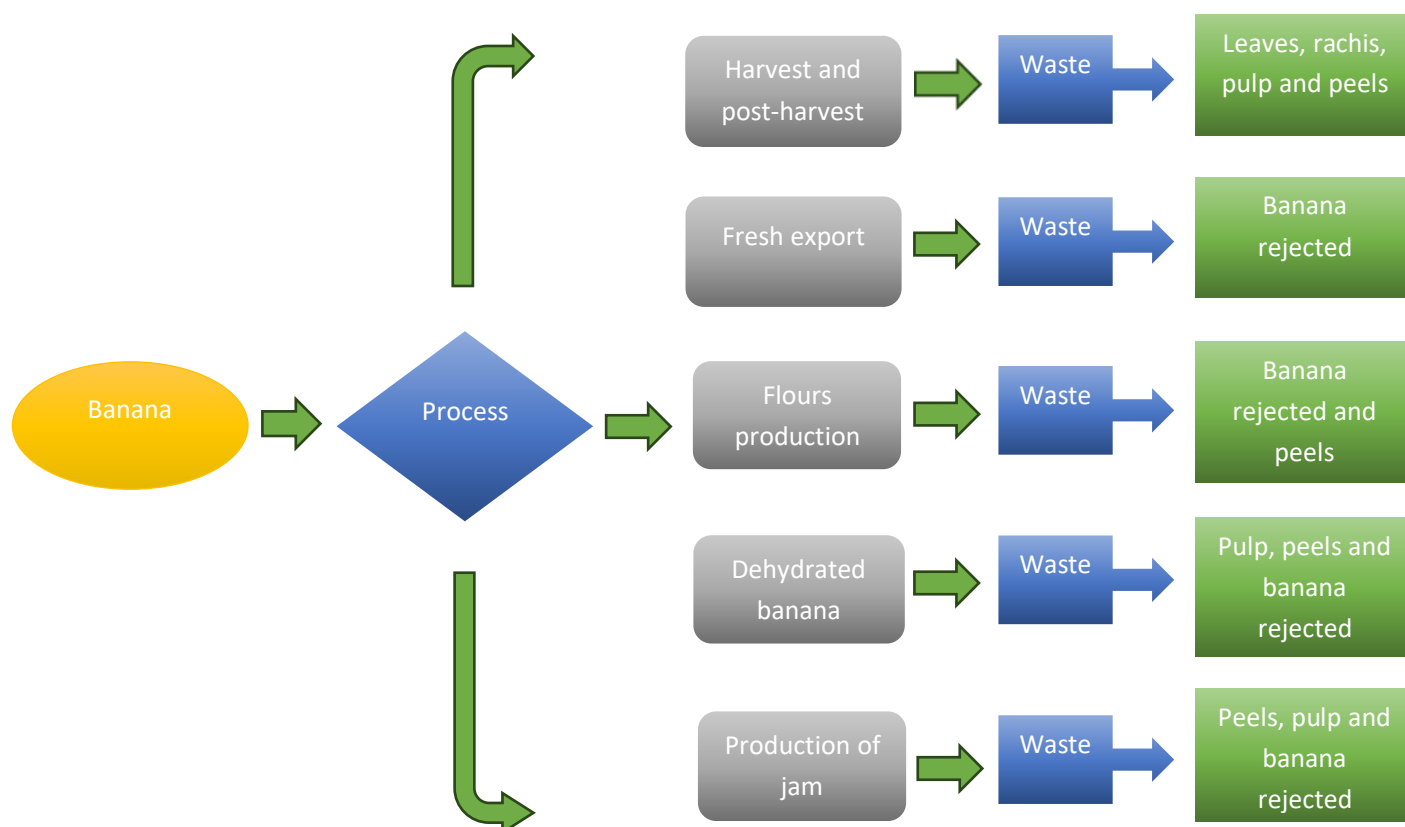 Banana
Process
Harvest and
post-harvest
Waste
Leaves, rachis,
pulp and peels
Fresh export
Waste
Banana
rejected
Flours
production
Waste
Banana
rejected and
peels
Dehydrated
banana
Waste
Pulp, peels and
banana
rejected
Production of
jam
Waste
Peels, pulp and
banana
rejected